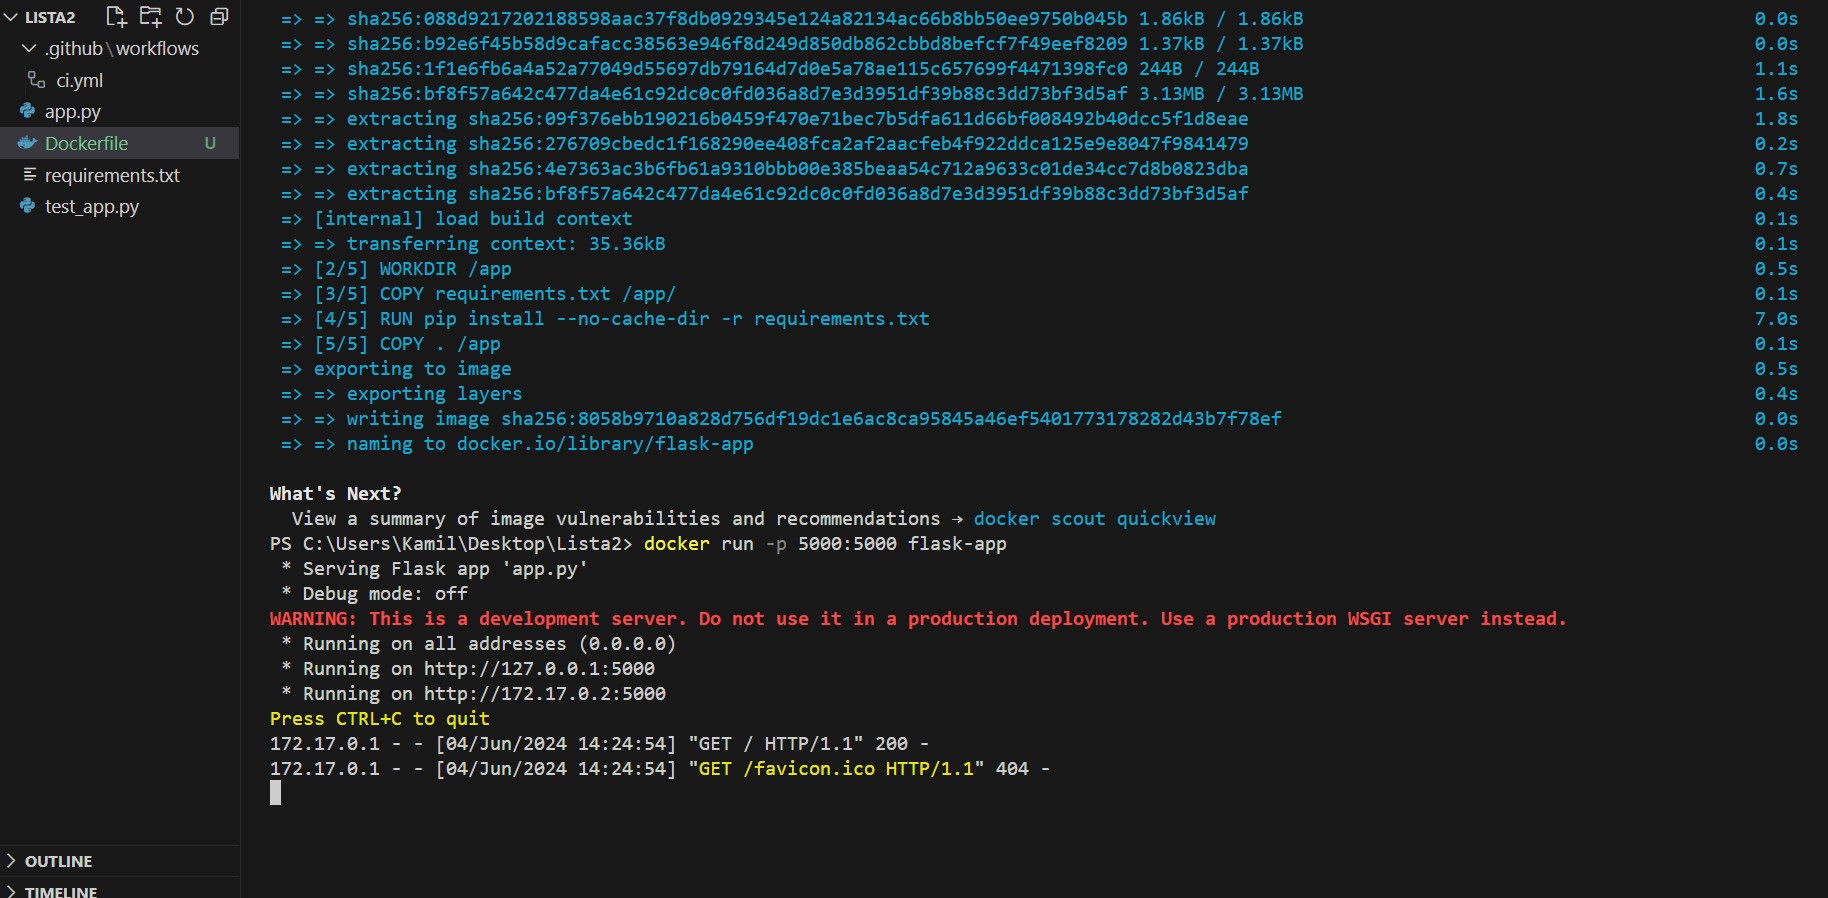 LISTA2
.github\workflows
ci.yml
app.py
Dockerfile U
requirements.txt
test_app.py
OUTLINE
TIMELINE
=> => sha256:088d9217202188598aac37f8db0929345e124a82134ac66b8bb50ee9750b045b 1.86kB / 1.86kB 0.0s
=> => sha256:b92e6f45b58d9cafacc38563e946f8d249d850db862cbbd8befcf7f49eef8209 1.37kB / 1.37kB 0.0s
=> => sha256:1f1e6fb6a4a52a77049d55697db79164d7d0e5a78ae115c657699f4471398fc0 244B / 244B 1.1s
=> => sha256:bf8f57a642c477da4e61c92dc0c0fd036a8d7e3d3951df39b88c3dd73bf3d5af 3.13MB / 3.13MB 1.6s
=> => extracting sha256:09f376ebb190216b0459f470e71bec7b5dfa611d66bf008492b40dcc5f1d8eae 1.8s
=> => extracting sha256:276709cbedc1f168290ee408fca2af2aacfeb4f922ddca125e9e8047f9841479 0.2s
=> => extracting sha256:4e7363ac3b6fb61a9310bbb00e385beaa54c712a9633c01de34cc7d8b0823dba 0.7s
=> => extracting sha256:bf8f57a642c477da4e61c92dc0c0fd036a8d7e3d3951df39b88c3dd73bf3d5af 0.4s
=> [internal] load build context 0.1s
=> => transferring context: 35.36kB 0.1s
=> [2/5] WORKDIR /app 0.5s
=> [3/5] COPY requirements.txt /app/ 0.1s
=> [4/5] RUN pip install --no-cache-dir -r requirements.txt 7.0s
=> [5/5] COPY . /app 0.1s
=> exporting to image 0.5s
=> => exporting layers 0.4s
=> => writing image sha256:8058b9710a828d756df19dc1e6ac8ca95845a46ef5401773178282d43b7f78ef 0.0s
=> => naming to docker.io/library/flask-app 0.0s
What's Next?
View a summary of image vulnerabilities and recommendations → docker scout quickview
PS C:\Users\Kamil\Desktop\Lista2> docker run -p 5000:5000 flask-app
* Serving Flask app 'app.py'
* Debug mode: off
WARNING: This is a development server. Do not use it in a production deployment. Use a production WSGI server instead.
* Running on all addresses (0.0.0.0)
* Running on http://127.0.0.1:5000
* Running on http://172.17.0.2:5000
Press CTRL+C to quit
172.17.0.1 - - [04/Jun/2024 14:24:54] "GET / HTTP/1.1" 200 -
172.17.0.1 - - [04/Jun/2024 14:24:54] "GET /favicon.ico HTTP/1.1" 404 -